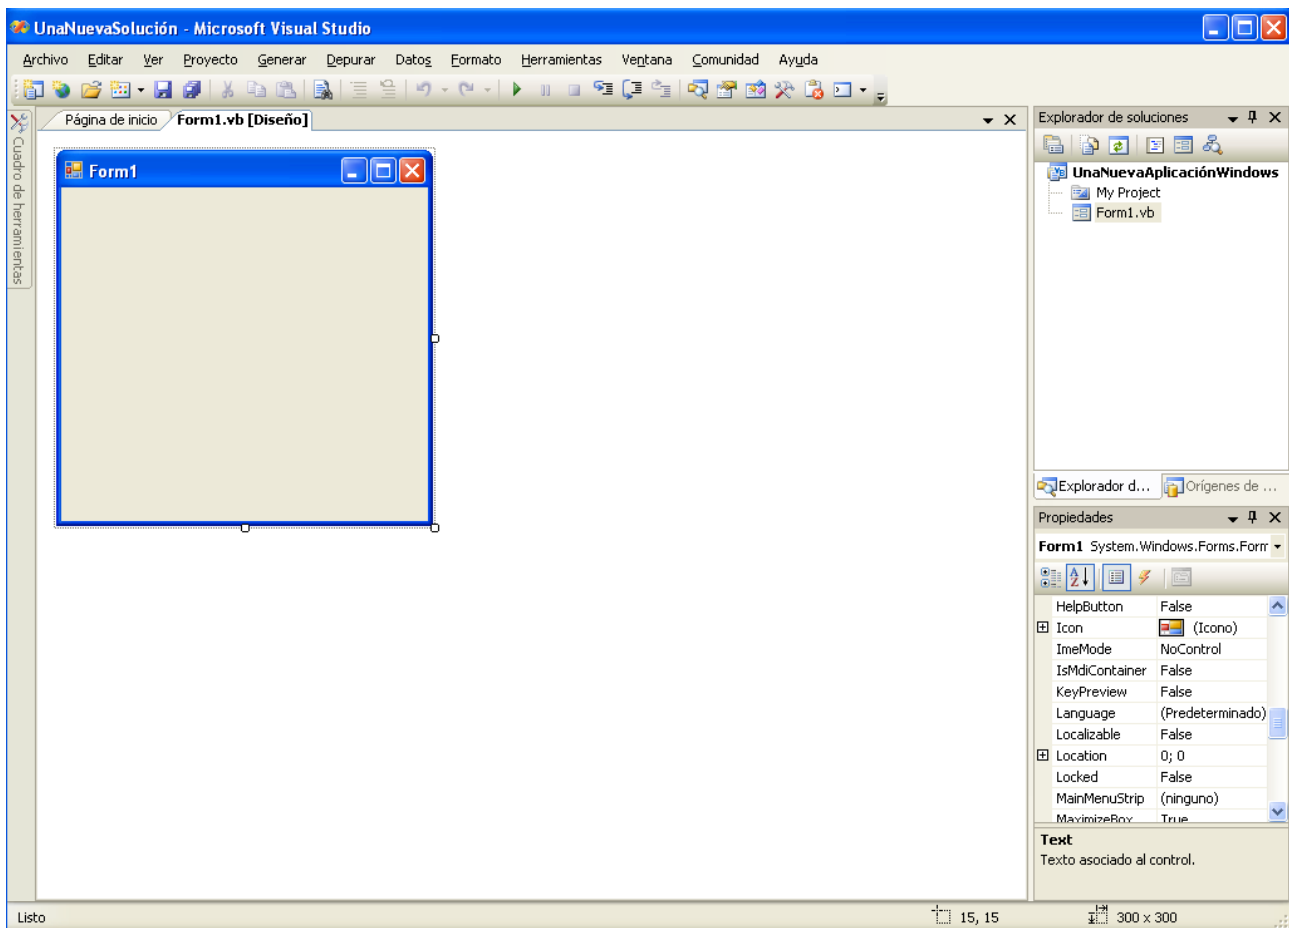 UnaNuevaSolución - Microsoft Visual Studio
Archivo Editar Ver Proyecto Generar Depurar Datos Formato Herramientas Ventana Comunidad Ayuda
Cuadro de herramientas
Página de inicio Form1.vb [Diseño]
Form1
Explorador de soluciones
UnaNuevaAplicaciónWindows
My Project
Form1.vb
Explorador d... Orígenes de ...
Propiedades
Form1 System.Windows.Forms.Form
HelpButton False
Icon (Icono)
ImeMode NoControl
IsMdiContainer False
KeyPreview False
Language (Predeterminado)
Localizable False
Location 0; 0
Locked False
MainMenuStrip (ninguno)
MaximizeBox True
Text
Texto asociado al control.
Listo 15, 15 300 x 300